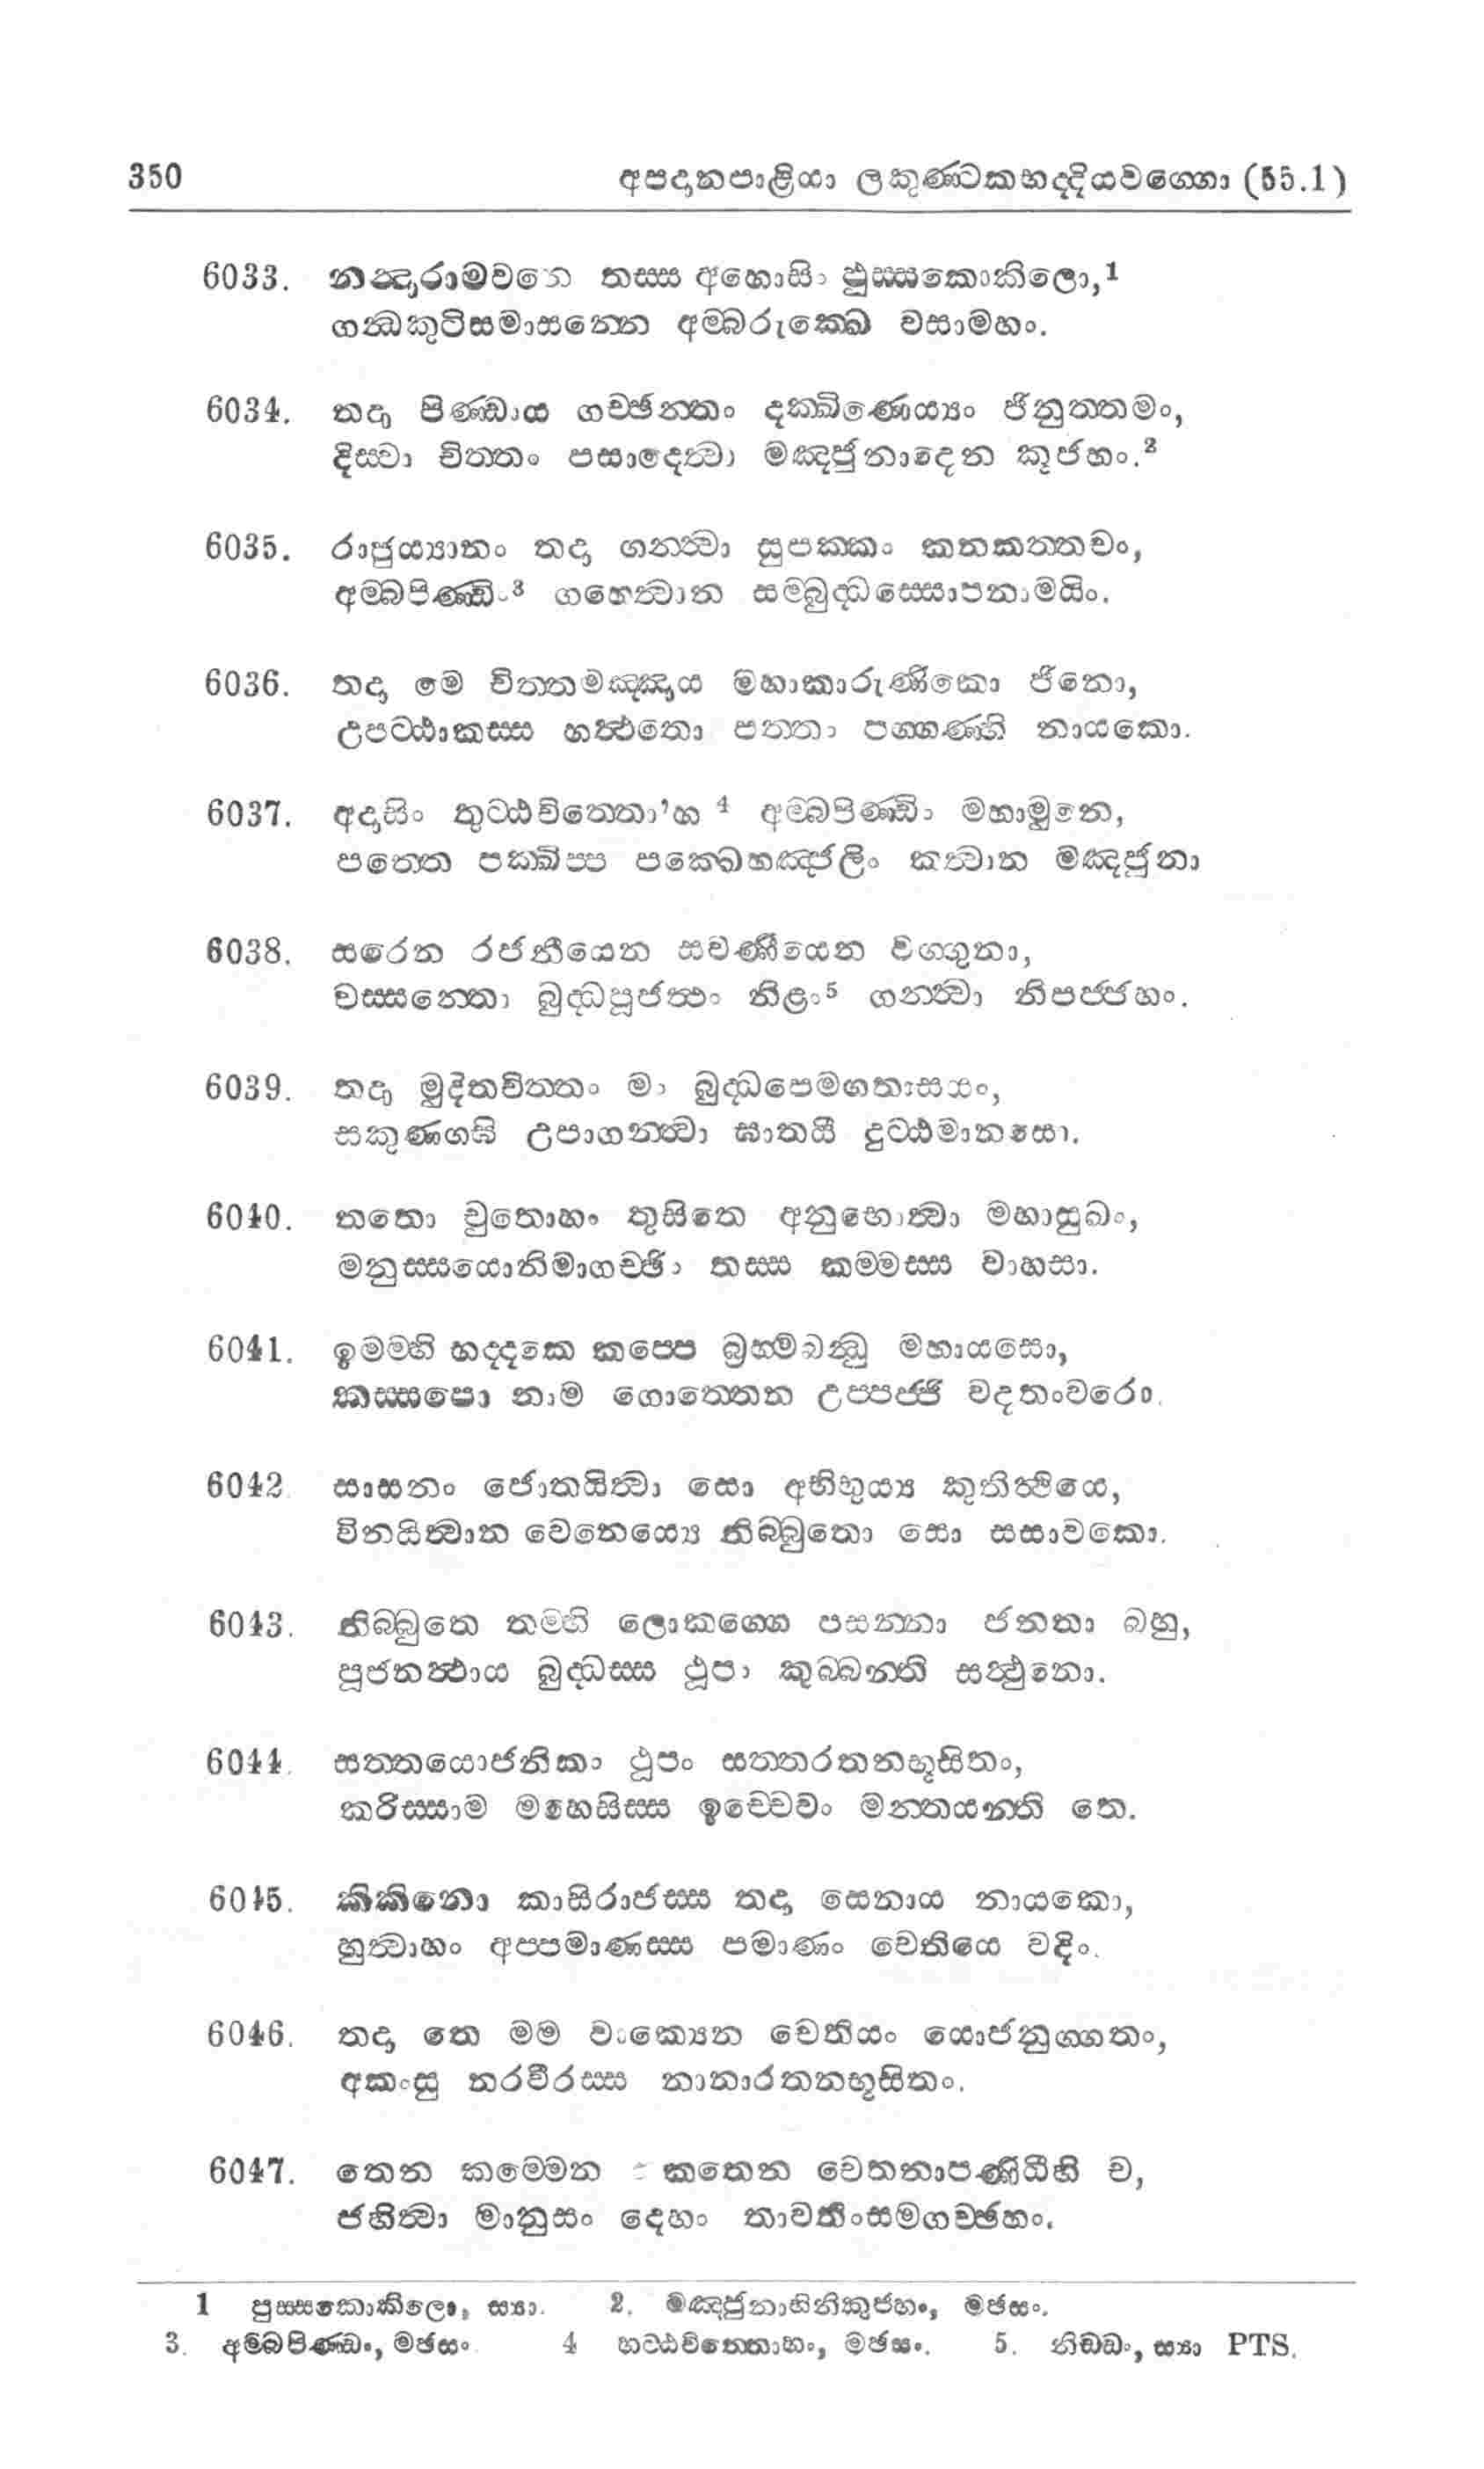 350 අපදානපාළියා ලකුණ්ටකභද්දියවග්ගො (55.1)
6033. නන්දාරාමවනෙ තස්ස අහොසිං ඵුස්සකොකිලො,1
ගන්ධකුටිසමාසන්නෙ අම්බරුක්ඛෙ වසාමහං.
6034. තදා පිණ්ඩාය ගච්ඡන්තං දක්ඛිණෙය්‍යං ජිනුත්තමං,
දිස්වා චිත්තං පසාදෙත්වා මඤ්ජුනාදෙන කූජහං.2
6035. රාජුය්‍යානං තදා ගන්ත්වා සුපක්කං කනකත්තචං,
අම්බපිණ්ඩිං3 ගහෙත්වාන සම්බුද්ධස්සොපනාමයිං.
6036. තදා මෙ චිත්තමඤ්ඤාය මහාකාරුණිකො ජිනො,
උපට්ඨාකස්ස හත්ථතො පත්තං පග්ගණ්හි නායකො.
6037. අදාසිං තුට්ඨචිත්තො'හ 4 අම්බපිණ්ඩිං මහාමුනෙ,
පත්තෙ පක්ඛිප්ප පක්ඛෙහඤ්ජලිං කත්වාන මඤ්ජුනා
6038. සරෙන රජනීයෙන සවණීයෙන වග්ගුනා,
වස්සන්තො බුද්ධපූජත්ථං නිළං5 ගන්ත්වා නිපජ්ජහං.
6039. තදා මුදිතචිත්තං මං බුද්ධපෙමගතාසයං,
සකුණග්ඝි උපාගන්ත්වා ඝාතයී දුට්ඨමානසො.
6040. තතො චුතොහං තුසිතෙ අනුභොත්වා මහාසුඛං,
මනුස්සයොනිමාගච්ඡිං තස්ස කම්මස්ස වාහසා.
6041. ඉමම්හි භද්දකෙ කප්පෙ බ්‍රහ්මබන්ධු මහායසො,
කස්සපො නාම ගොත්තෙන උප්පජ්ජි වදතංවරො.
6042 සාසනං ජොතයිත්වා සො අභිභුය්‍ය කුතිත්ථියෙ,
විනයිත්වාන වෙනෙය්‍යෙ නිබ්බුතො සො සසාවකො.
6043. නිබ්බුතෙ තම්හි ලොකග්ගෙ පසන්නා ජනතා බහු,
පූජනත්ථාය බුද්ධස්ස ථූපං කුබ්බන්ති සත්ථුනො.
6044. සත්තයොජනිකං ථූපං සත්තරතනභූසිතං,
කරිස්සාම මහෙසිස්ස ඉච්චෙවං මන්තයන්ති තෙ.
6045. කිකිනො කාසිරාජස්ස තදා සෙනාය නායකො,
හුත්වාහං අප්පමාණස්ස පමාණං චෙතියෙ වදිං.
6046. තදා තෙ මම වාක්‍යෙන චෙතියං යොජනුග්ගතං,
අකංසු නරවීරස්ස නානාරතනභූසිතං.
6047. තෙන කම්මෙන කතෙන චෙතනාපණිධීහි ච,
ජහිත්වා මානුසං දෙහං තාවතිංසමගච්ඡහං.
1 පුස්සකොකිලො, ස්‍යා. 2. මඤ්ජුනාභිනිකුජහං, මඡසං.
3. අම්බපිණ්ඩං, මඡසං. 4 හට්ඨචිත්තොහං, මඡසං. 5. නිඩ්ඪං, ස්‍යා PTS.